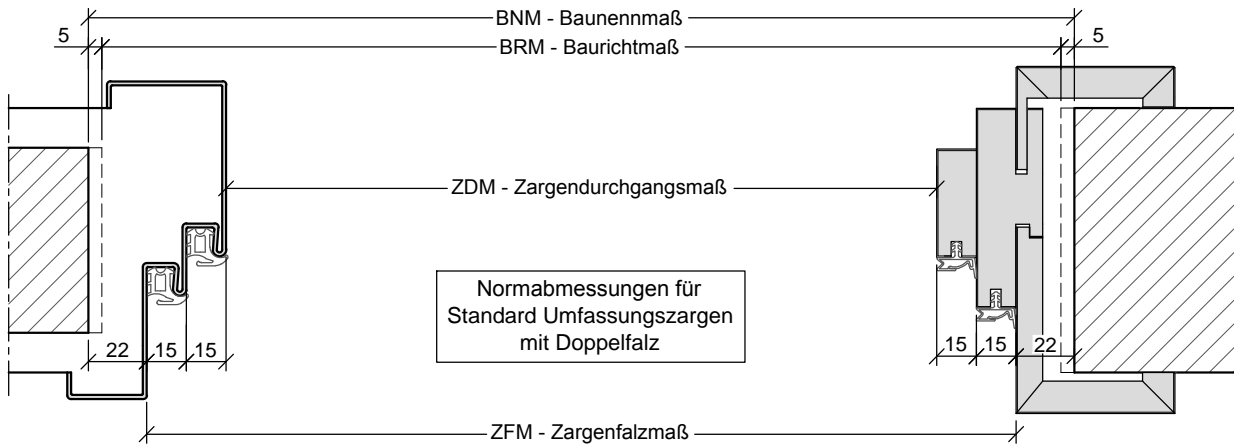 BNM - Baunennmaß
5
BRM - Baurichtmaß
5
ZDM - Zargendurchgangsmaß
Normabmessungen für
Standard Umfassungszargen
mit Doppelfalz
22 15 15
15 15 22
ZFM - Zargenfalzmaß